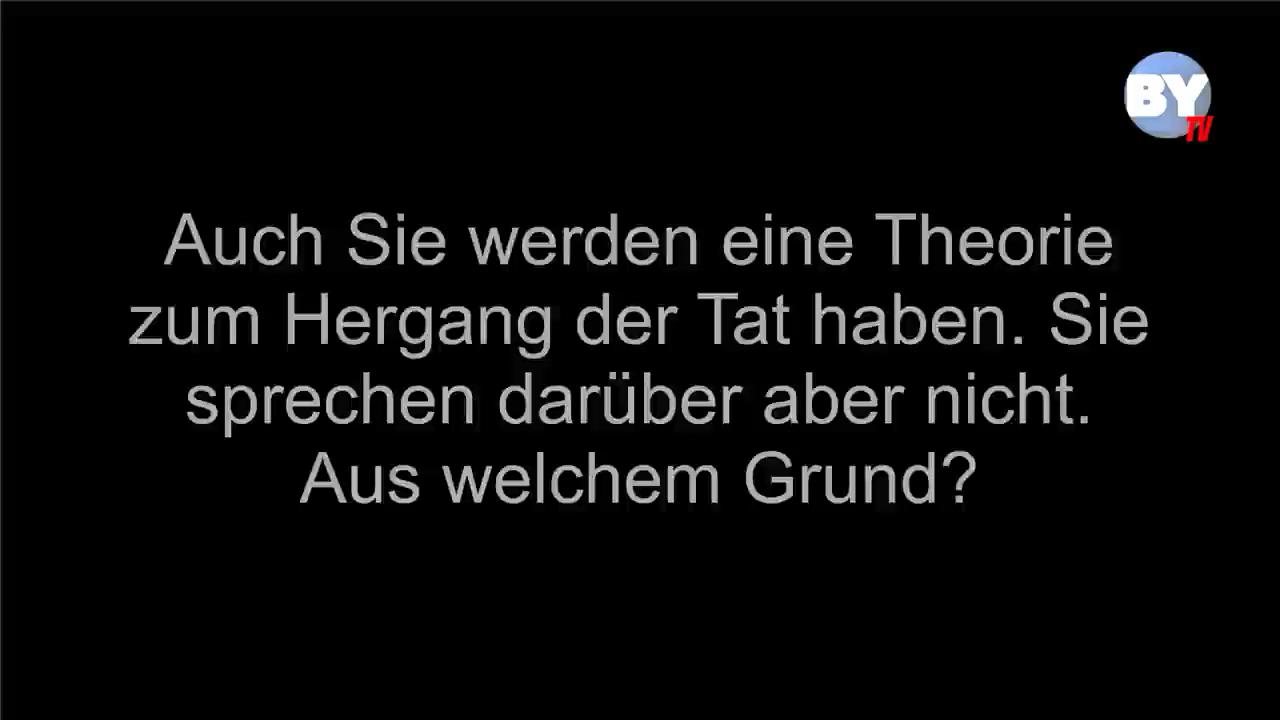 BY
TV
Auch Sie werden eine Theorie
zum Hergang der Tat haben. Sie
sprechen darüber aber nicht.
Aus welchem Grund?